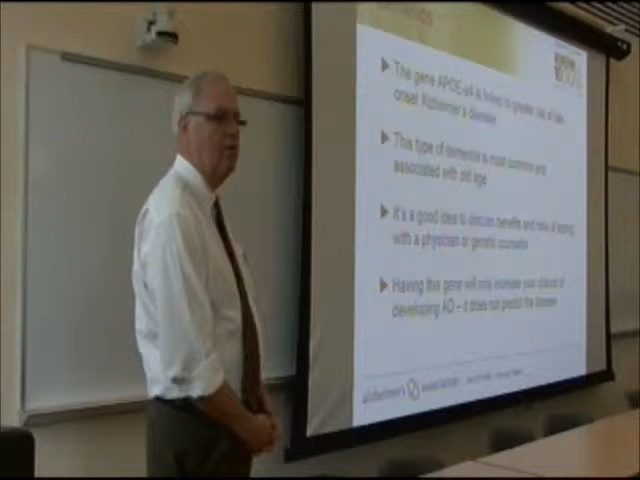 ▶ The gene APOE-e4 is linked to greater risk of late-
onset Alzheimer's disease
▶ This type of dementia is most common and
associated with old age
▶ It's a good idea to discuss benefits and risks of testing
with a physician or genetic counselor
▶ Having this gene will only increase your chance of
developing AD – it does not predict the disease
alzheimer's association